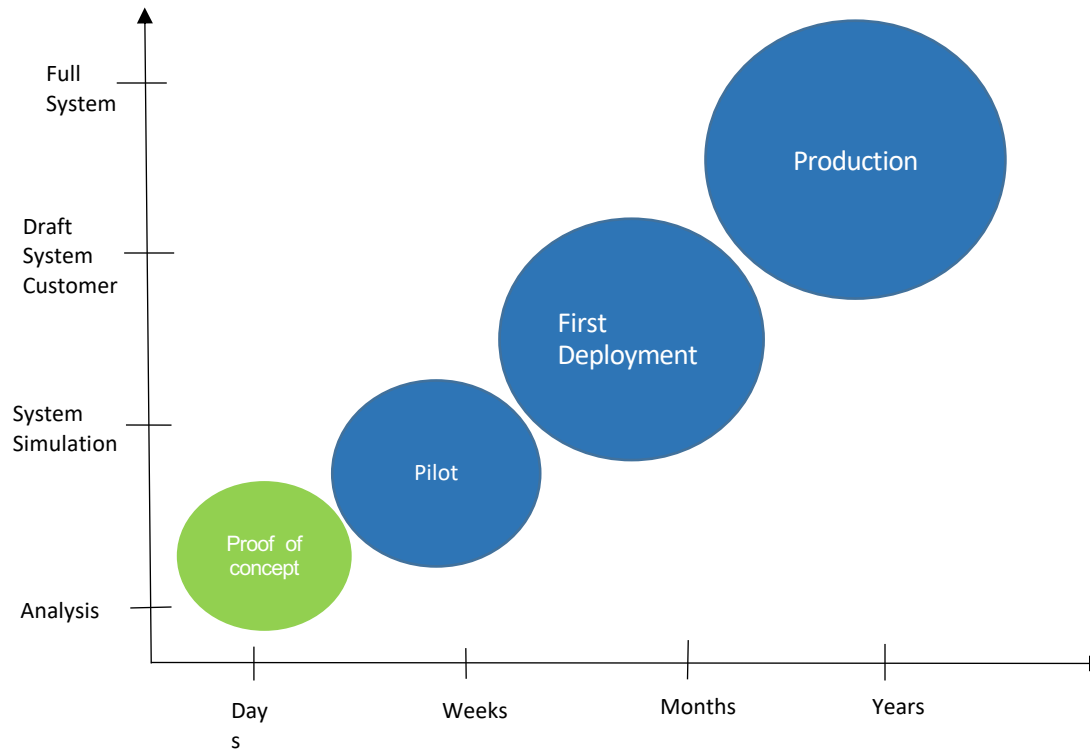 Full
System
Production
Draft
System
Customer
First
Deployment
System
Simulation
Pilot
Proof of
concept
Analysis
Day
s
Weeks
Months
Years